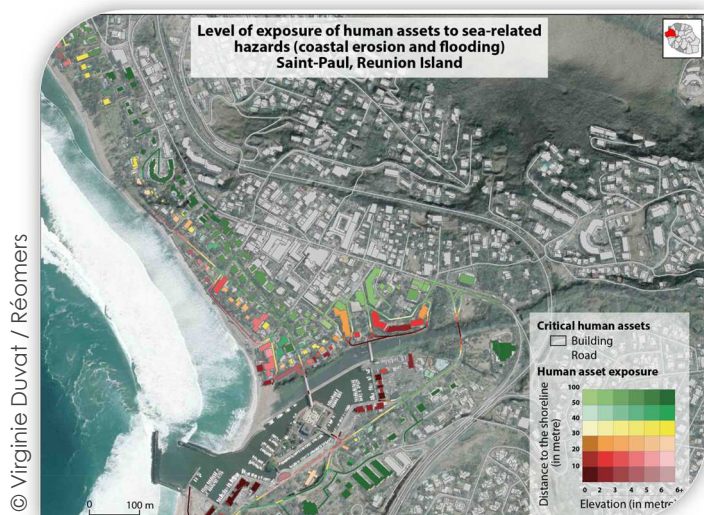 Level of exposure of human assets to sea-related
hazards (coastal erosion and flooding)
Saint-Paul, Reunion Island
© Virginie Duvat / Réomers
Critical human assets
Building
Road
Human asset exposure
Distance to the shoreline
(in metre)
100
50
40
30
20
10
0 2 3 4 5 6 6+
Elevation (in metre)
0 100 m